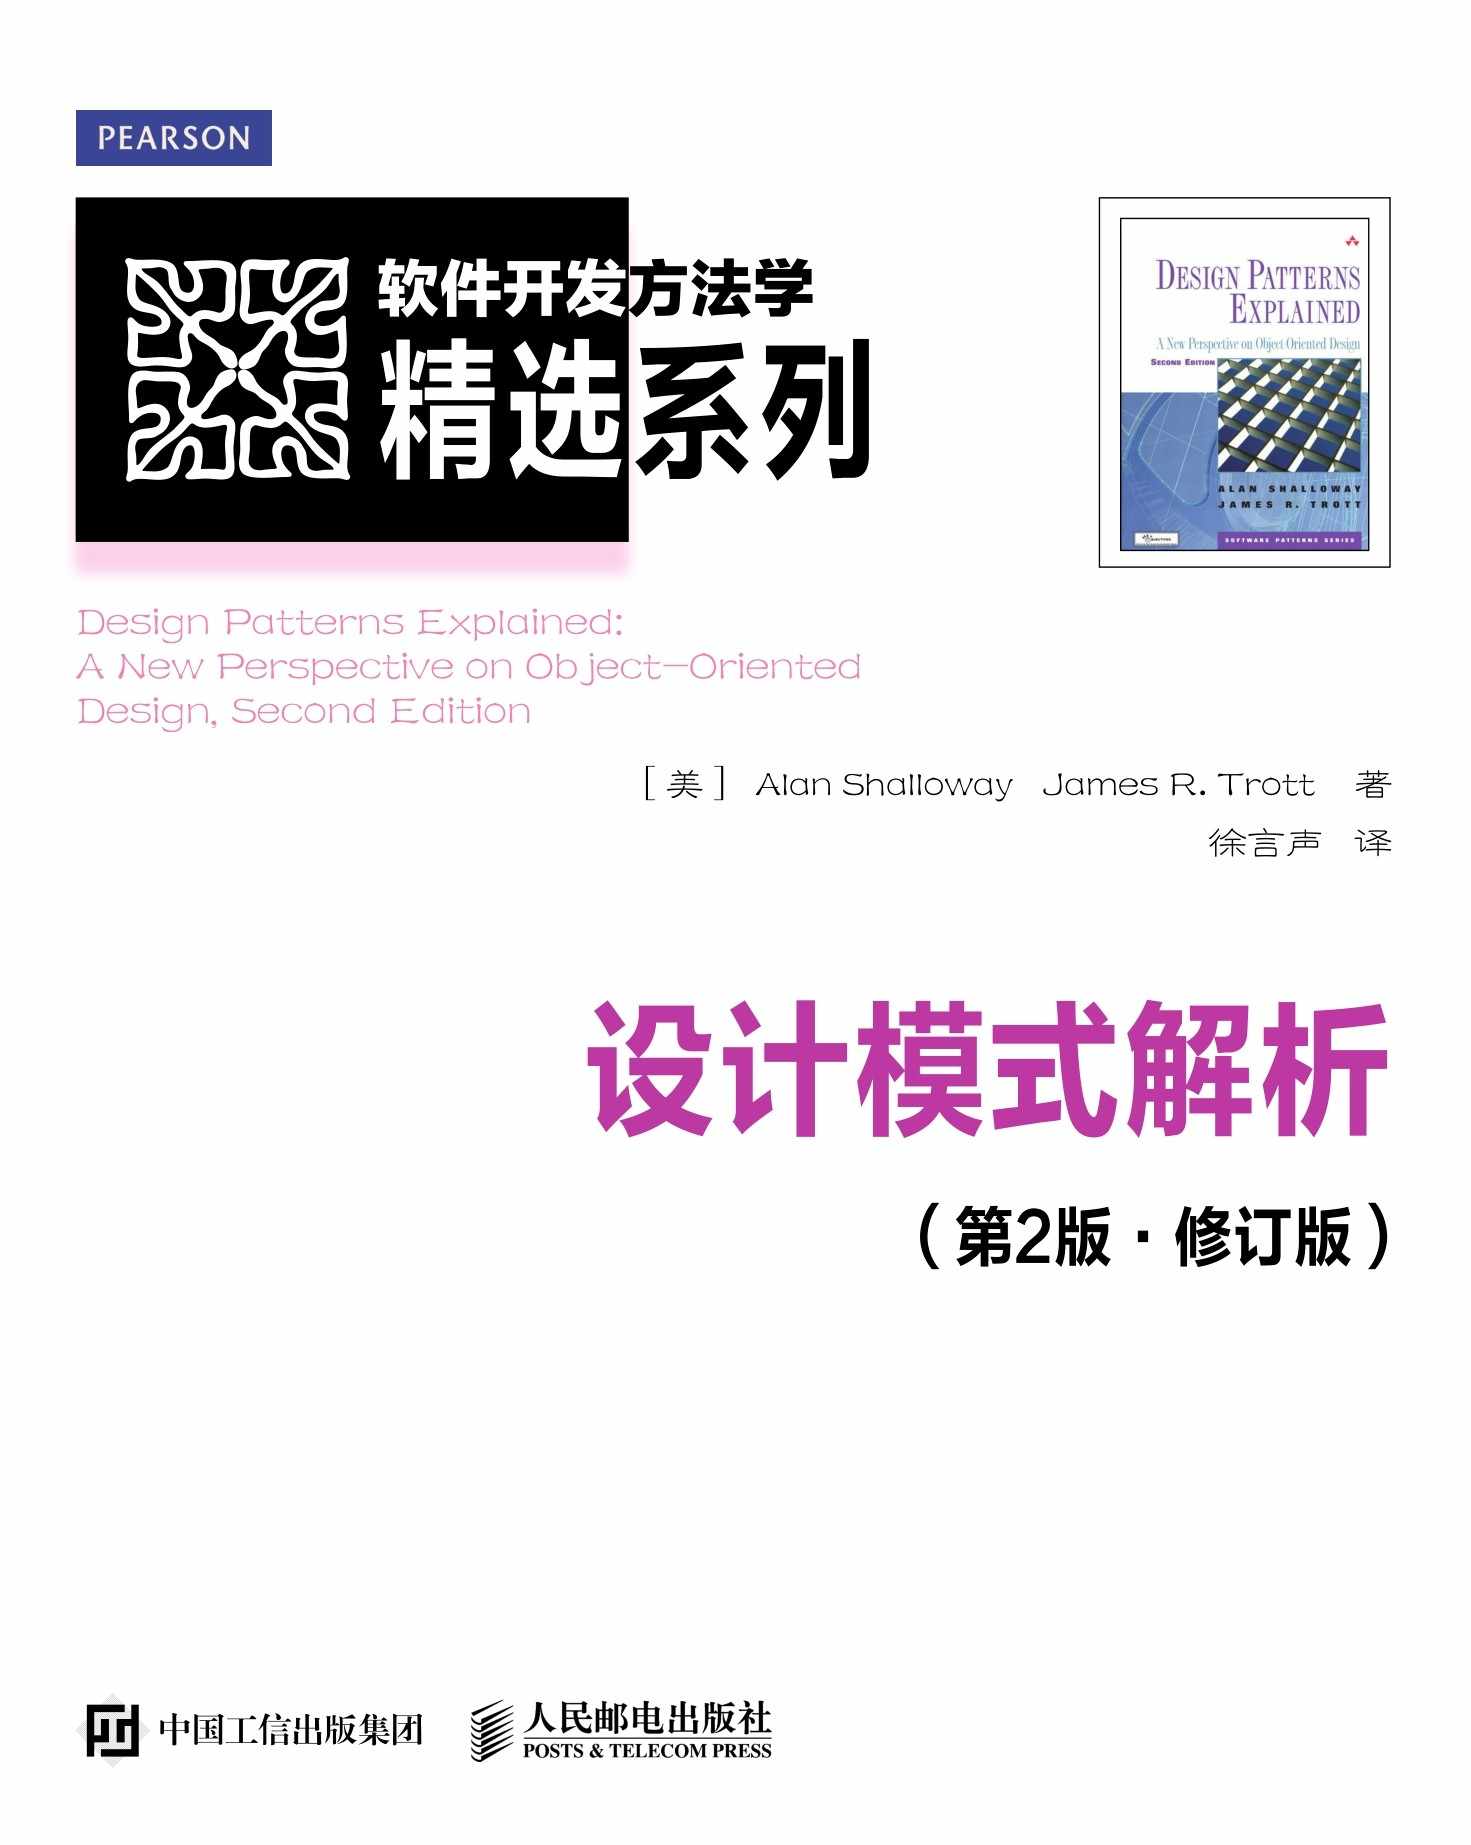 PEARSON
软件开发方法学
精选系列
DESIGN PATTERNS
EXPLAINED
A New Perspective on Object-Oriented Design
SECOND EDITION
ALAN SHALLOWAY
JAMES R. TROTT
SOFTWARE PATTERNS SERIES
Design Patterns Explained:
A New Perspective on Object-Oriented
Design, Second Edition
[美] Alan Shalloway James R. Trott 著
徐言声 译
设计模式解析
(第2版·修订版)
中国工信出版集团
人民邮电出版社
POSTS & TELECOM PRESS